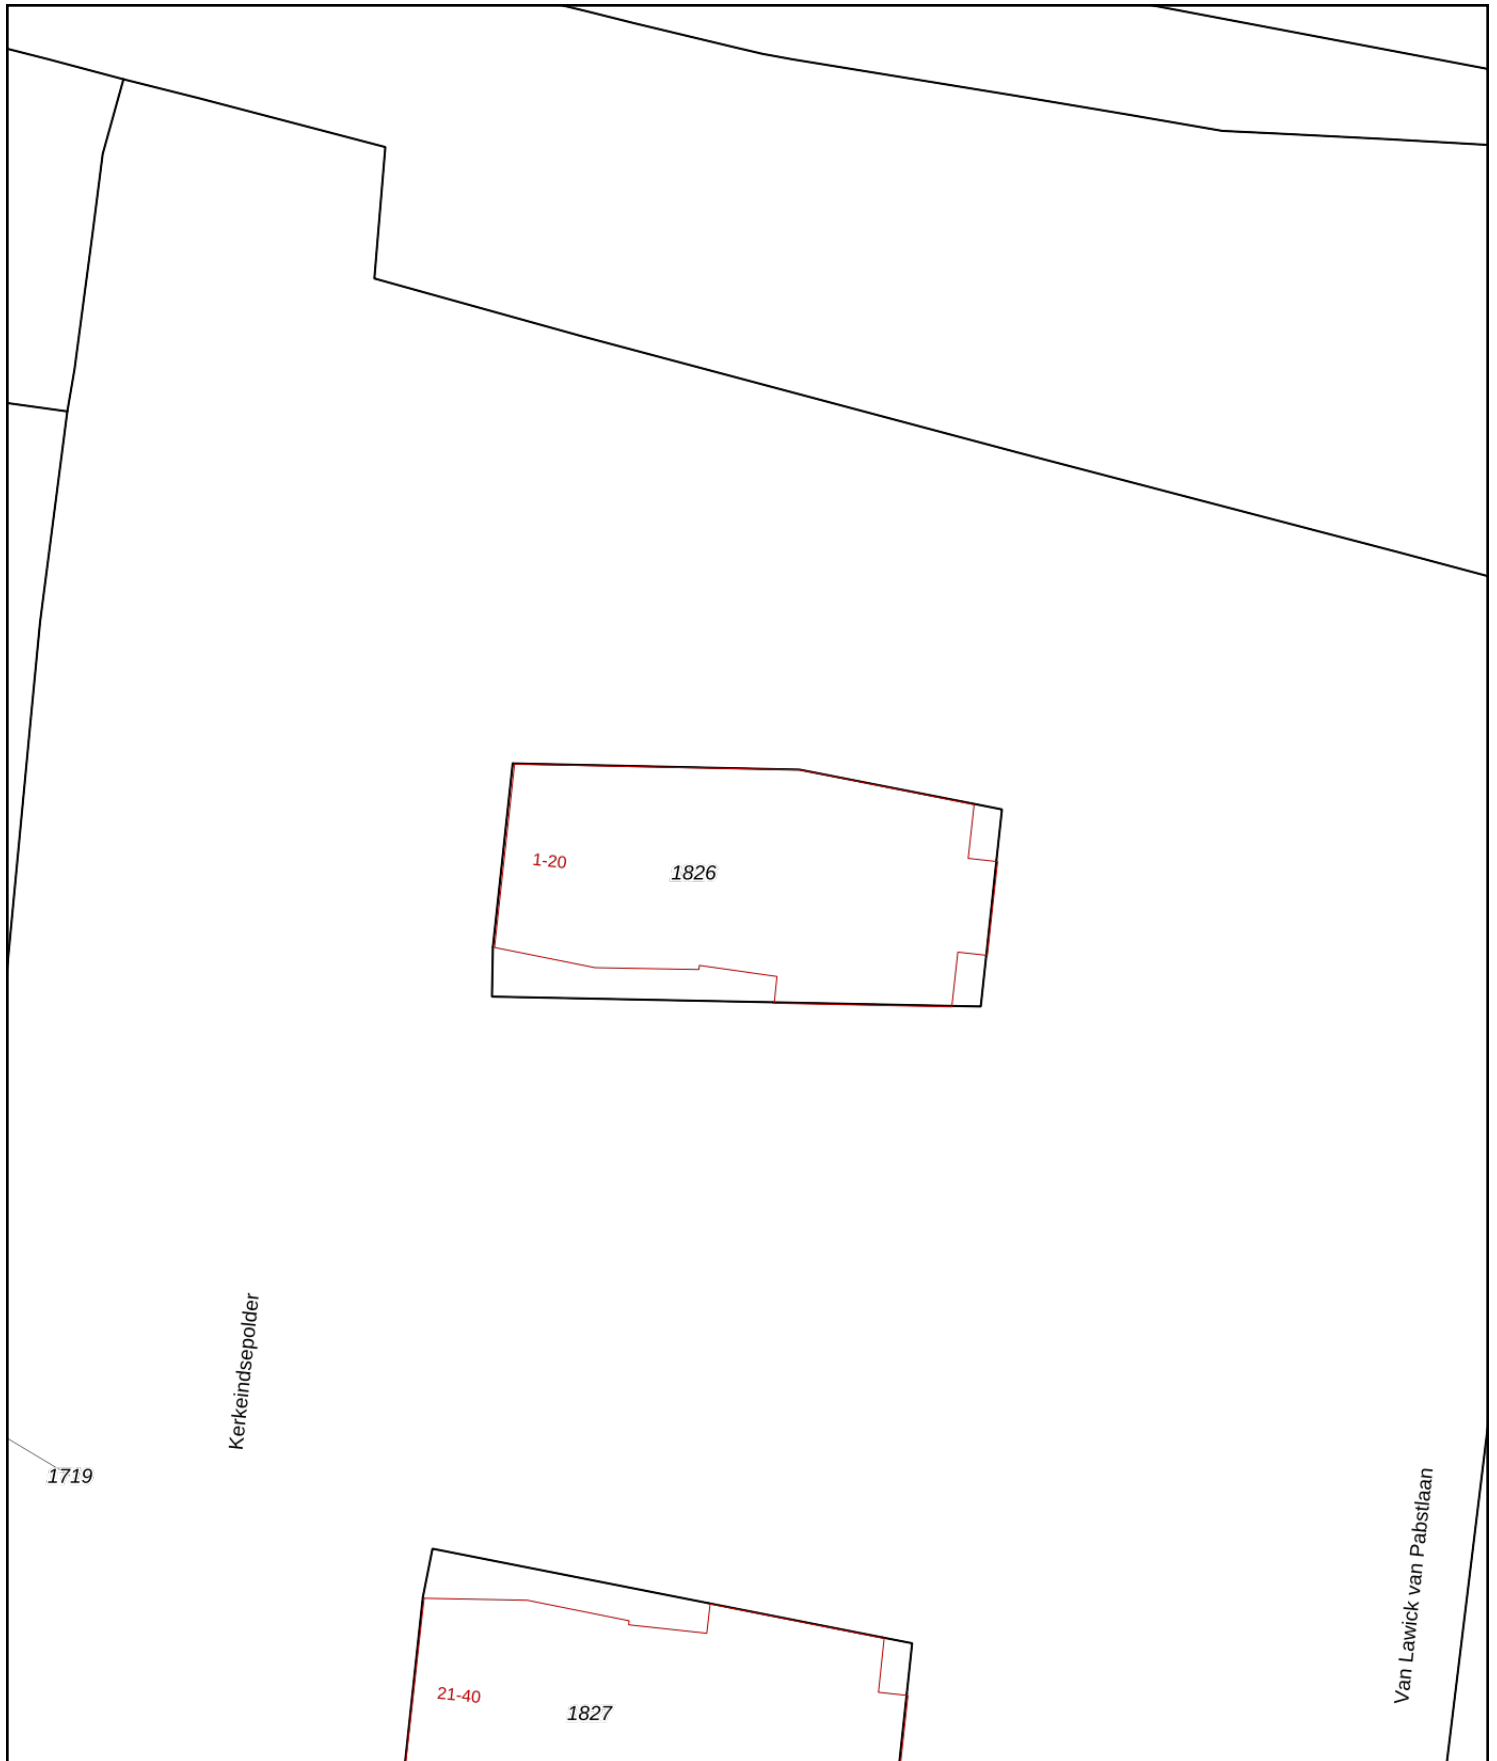 1-20
1826
Kerkeindsepolder
1719
Van Lawick van Pabstlaan
21-40
1827